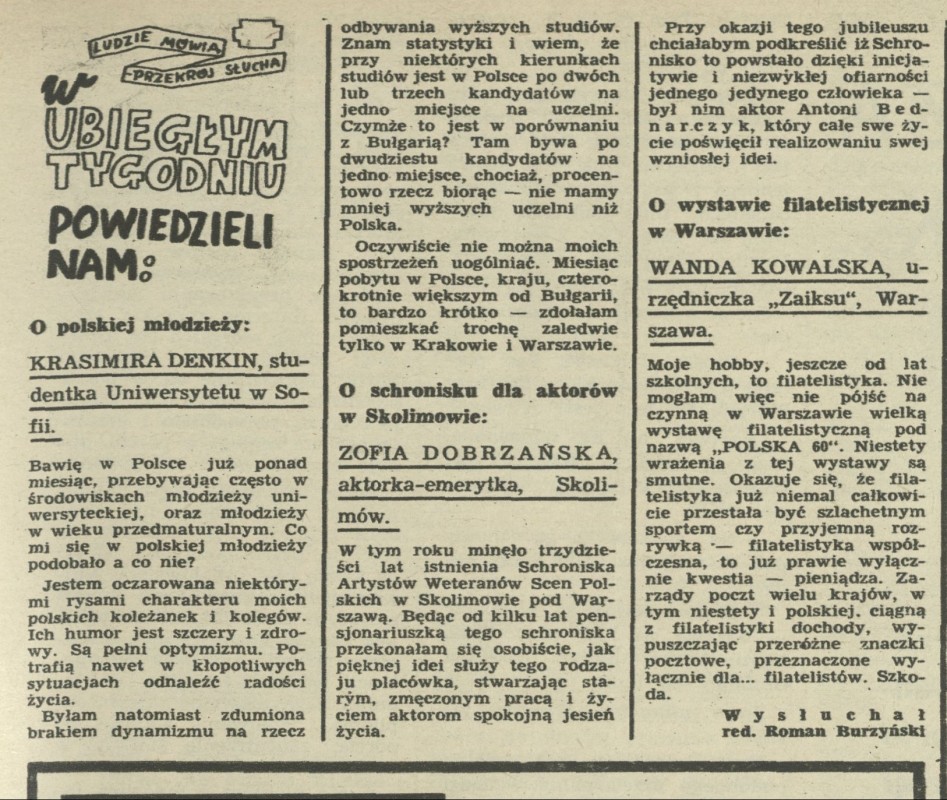 LUDZIE MÓWIĄ
PRZEKRÓJ SŁUCHA
W
UBIEGŁYM
TYGODNIU
POWIEDZIELI
NAM:
O polskiej młodzieży:
KRASIMIRA DENKIN, stu-
dentka Uniwersytetu w So-
fii.
Bawię w Polsce już ponad
miesiąc, przebywając często w
środowiskach młodzieży uni-
wersyteckiej, oraz młodzieży
w wieku przedmaturalnym. Co
mi się w polskiej młodzieży
podobało a co nie?
Jestem oczarowana niektóry-
mi rysami charakteru moich
polskich koleżanek i kolegów.
Ich humor jest szczery i zdro-
wy. Są pełni optymizmu. Po-
trafią nawet w kłopotliwych
sytuacjach odnaleźć radości
życia.
Byłam natomiast zdumiona
brakiem dynamizmu na rzecz
odbywania wyższych studiów.
Znam statystyki i wiem, że
przy niektórych kierunkach
studiów jest w Polsce po dwóch
lub trzech kandydatów na
jedno miejsce na uczelni.
Czymże to jest w porównaniu
z Bułgarią? Tam bywa po
dwudziestu kandydatów na
jedno miejsce, chociaż, procen-
towo rzecz biorąc — nie mamy
mniej wyższych uczelni niż
Polska.
Oczywiście nie można moich
spostrzeżeń uogólniać. Miesiąc
pobytu w Polsce, kraju, cztero-
krotnie większym od Bułgarii,
to bardzo krótko — zdołałam
pomieszkać trochę zaledwie
tylko w Krakowie i Warszawie.
O schronisku dla aktorów
w Skolimowie:
ZOFIA DOBRZAŃSKA,
aktorka-emerytka, Skoli-
mów.
W tym roku minęło trzydzie-
ści lat istnienia Schroniska
Artystów Weteranów Scen Pol-
skich w Skolimowie pod War-
szawą. Będąc od kilku lat pen-
sjonariuszką tego schroniska
przekonałam się osobiście, jak
pięknej idei służy tego rodza-
ju placówka, stwarzając sta-
rym, zmęczonym pracą i ży-
ciem aktorom spokojną jesień
życia.
Przy okazji tego jubileuszu
chciałabym podkreślić iż Schro-
nisko to powstało dzięki inicja-
tywie i niezwykłej ofiarności
jednego jedynego człowieka —
był nim aktor Antoni Bed-
narczyk, który całe swe ży-
cie poświęcił realizowaniu swej
wzniosłej idei.
O wystawie filatelistycznej
w Warszawie:
WANDA KOWALSKA, u-
rzędniczka „Zaiksu“, War-
szawa.
Moje hobby, jeszcze od lat
szkolnych, to filatelistyka. Nie
mogłam więc nie pójść na
czynną w Warszawie wielką
wystawę filatelistyczną pod
nazwą „POLSKA 60“. Niestety
wrażenia z tej wystawy są
smutne. Okazuje się, że fila-
telistyka już niemal całkowi-
cie przestała być szlachetnym
sportem czy przyjemną roz-
rywką — filatelistyka współ-
czesna, to już prawie wyłącz-
nie kwestia — pieniądza. Za-
rządy poczt wielu krajów, w
tym niestety i polskiej, ciągną
z filatelistyki dochody, wy-
puszczając przeróżne znaczki
pocztowe, przeznaczone wy-
łącznie dla... filatelistów. Szko-
da.
Wysłuchał
red. Roman Burzyński